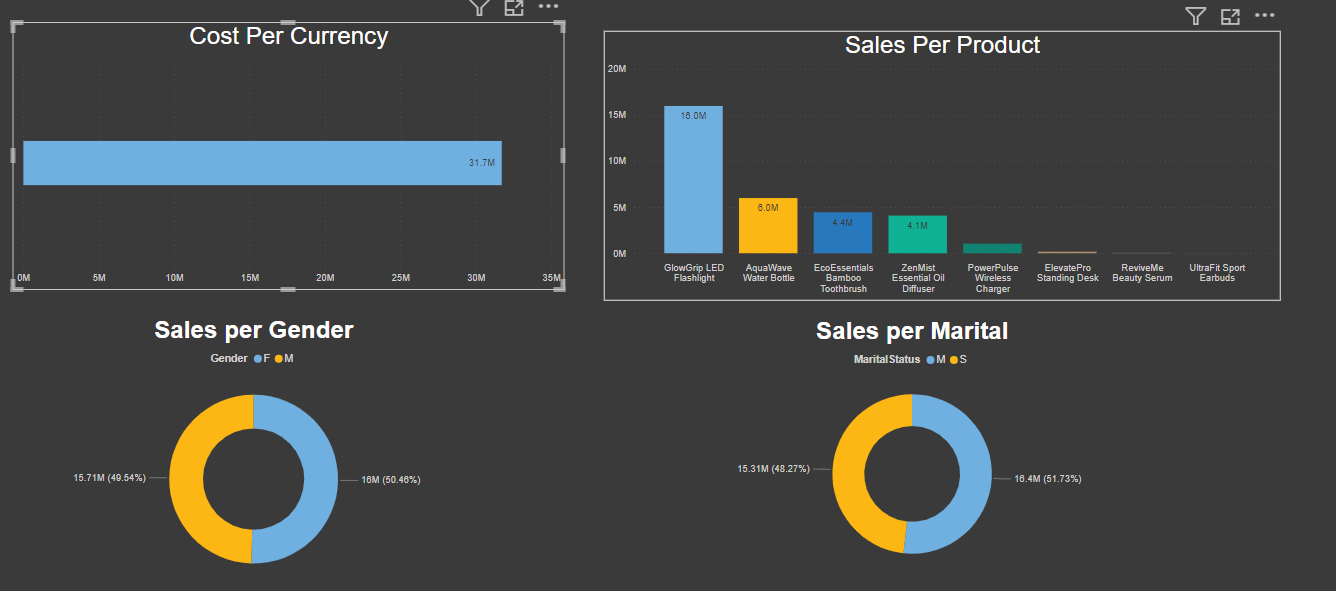 Cost Per Currency
31.7M
0M 5M 10M 15M 20M 25M 30M 35M
Sales Per Product
20M
15M
10M
5M
0M
16.0M
6.0M
4.4M
4.1M
GlowGrip LED
Flashlight
AquaWave
Water Bottle
EcoEssentials
Bamboo
Toothbrush
ZenMist
Essential Oil
Diffuser
PowerPulse
Wireless
Charger
ElevatePro
Standing Desk
ReviveMe
Beauty Serum
UltraFit Sport
Earbuds
Sales per Gender
Gender F M
15.71M (49.54%)
16M (50.46%)
Sales per Marital
MaritalStatus M S
15.31M (48.27%)
16.4M (51.73%)